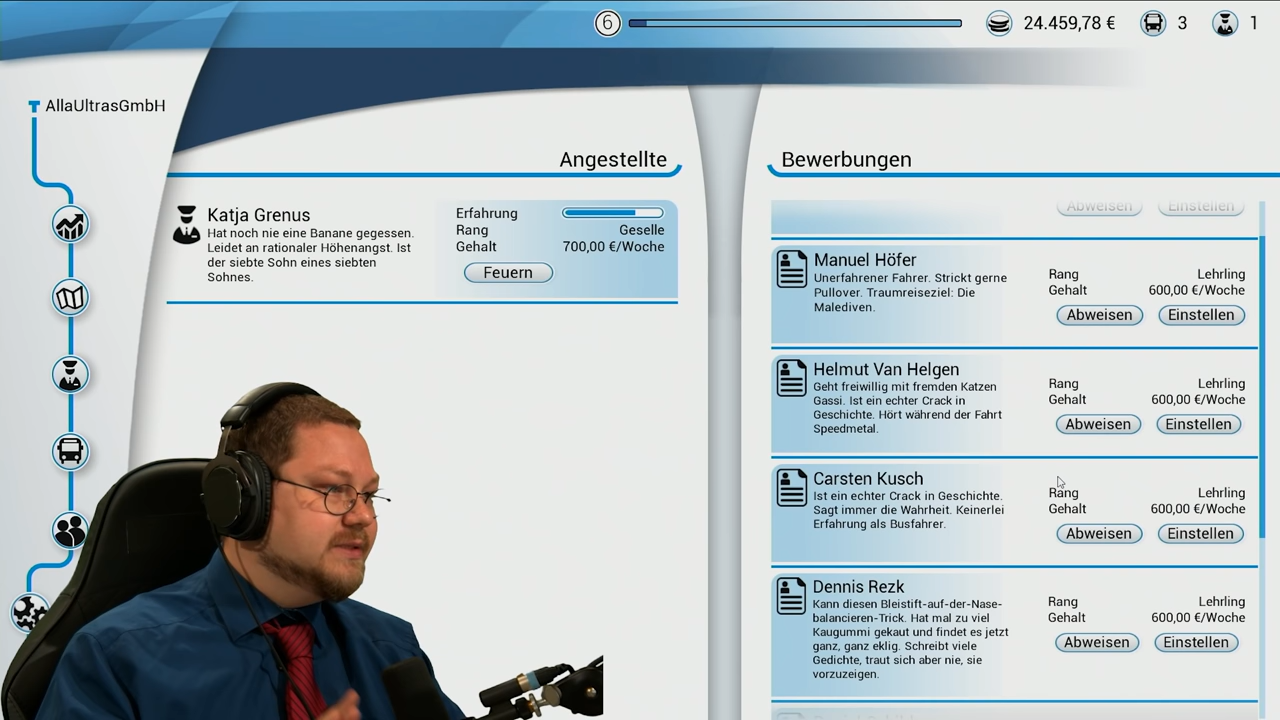 6
24.459,78 €
3
1
AllaUltrasGmbH
Angestellte
Katja Grenus
Hat noch nie eine Banane gegessen.
Leidet an rationaler Höhenangst. Ist
der siebte Sohn eines siebten
Sohnes.
Erfahrung
Rang Geselle
Gehalt 700,00 €/Woche
Feuern
Bewerbungen
Abweisen Einstellen
Manuel Höfer
Unerfahrener Fahrer. Strickt gerne
Pullover. Traumreiseziel: Die
Malediven.
Rang Lehrling
Gehalt 600,00 €/Woche
Abweisen Einstellen
Helmut Van Helgen
Geht freiwillig mit fremden Katzen
Gassi. Ist ein echter Crack in
Geschichte. Hört während der Fahrt
Speedmetal.
Rang Lehrling
Gehalt 600,00 €/Woche
Abweisen Einstellen
Carsten Kusch
Ist ein echter Crack in Geschichte.
Sagt immer die Wahrheit. Keinerlei
Erfahrung als Busfahrer.
Rang Lehrling
Gehalt 600,00 €/Woche
Abweisen Einstellen
Dennis Rezk
Kann diesen Bleistift-auf-der-Nase-
balancieren-Trick. Hat mal zu viel
Kaugummi gekaut und findet es jetzt
ganz, ganz eklig. Schreibt viele
Gedichte, traut sich aber nie, sie
vorzuzeigen.
Rang Lehrling
Gehalt 600,00 €/Woche
Abweisen Einstellen